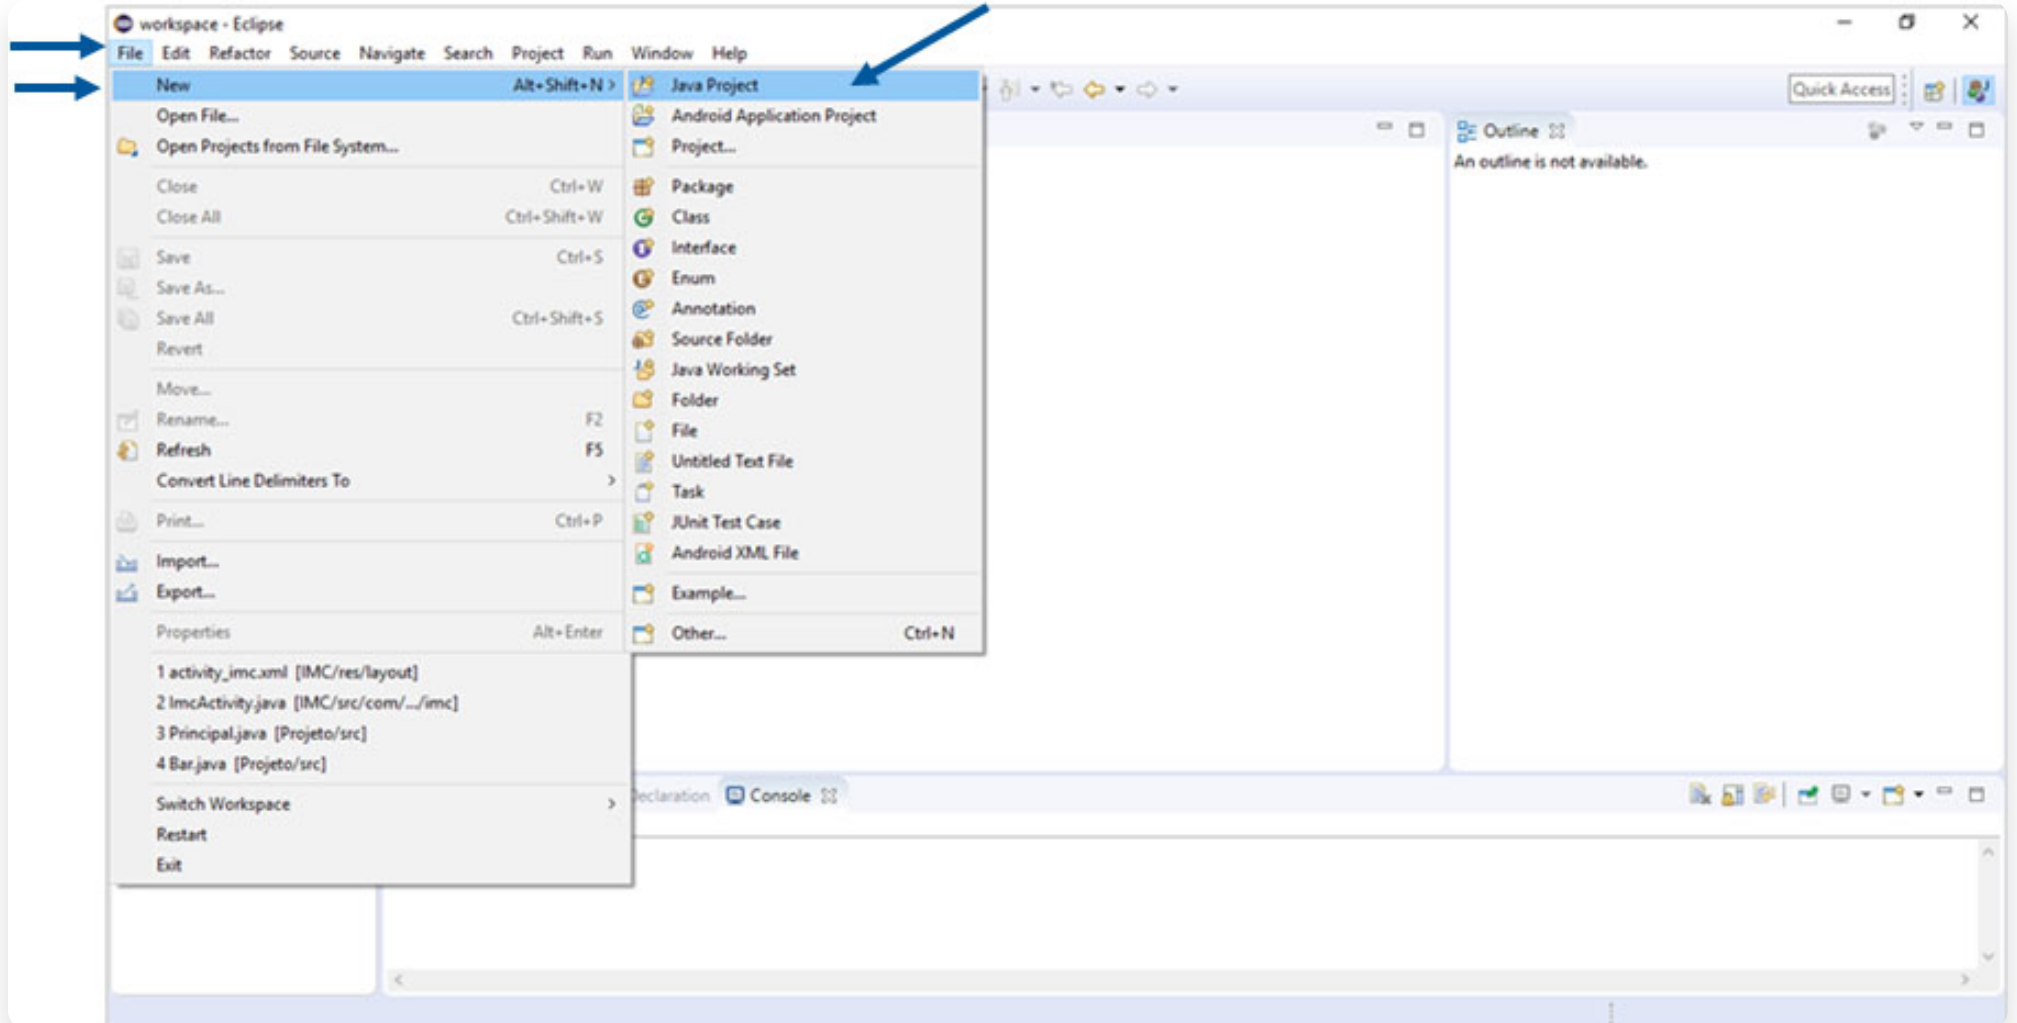 workspace - Eclipse
File Edit Refactor Source Navigate Search Project Run Window Help
Quick Access
New Alt+Shift+N >
Open File...
Open Projects from File System...
Close Ctrl+W
Close All Ctrl+Shift+W
Save Ctrl+S
Save As...
Save All Ctrl+Shift+S
Revert
Move...
Rename... F2
Refresh F5
Convert Line Delimiters To >
Print... Ctrl+P
Import...
Export...
Properties Alt+Enter
1 activity_imc.xml [IMC/res/layout]
2 ImcActivity.java [IMC/src/com/.../imc]
3 Principal.java [Projeto/src]
4 Bar.java [Projeto/src]
Switch Workspace >
Restart
Exit
Java Project
Android Application Project
Project...
Package
Class
Interface
Enum
Annotation
Source Folder
Java Working Set
Folder
File
Untitled Text File
Task
JUnit Test Case
Android XML File
Example...
Other... Ctrl+N
Outline
An outline is not available.
Declaration Console